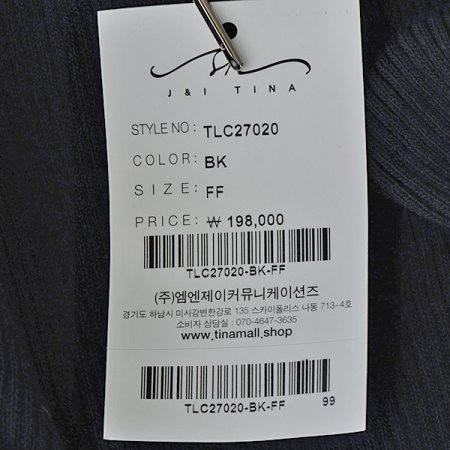 J & I TINA
STYLE NO : TLC27020
COLOR : BK
SIZE : FF
PRICE : ₩ 198,000
TLC27020-BK-FF
(주)엠엔제이커뮤니케이션즈
경기도 하남시 미사강변한강로 135 스카이폴리스 나동 713-4호
소비자 상담실 : 070-4647-3635
www.tinamall.shop
TLC27020-BK-FF 99